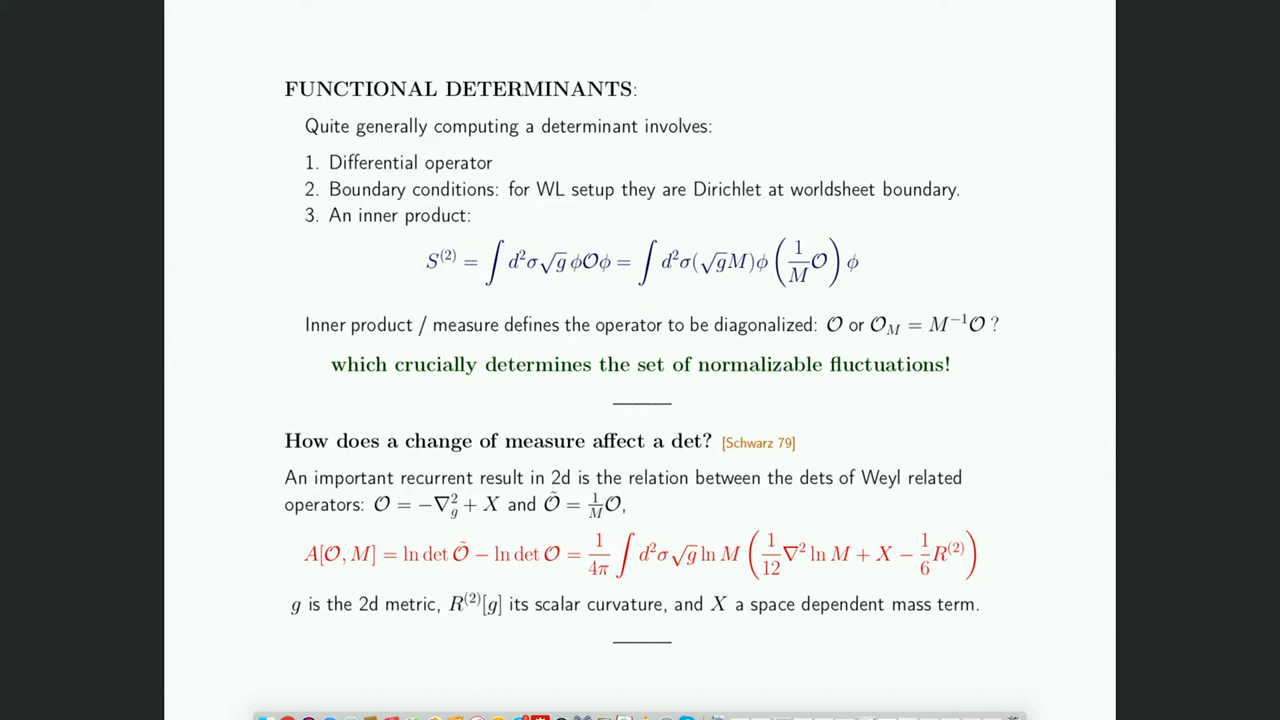 FUNCTIONAL DETERMINANTS:
Quite generally computing a determinant involves:
1. Differential operator
2. Boundary conditions: for WL setup they are Dirichlet at worldsheet boundary.
3. An inner product:
S^{(2)} = ∫ d²σ√g ϕ𝒪ϕ = ∫ d²σ(√g M)ϕ (1/M 𝒪) ϕ
Inner product / measure defines the operator to be diagonalized: 𝒪 or 𝒪_M = M^{-1}𝒪 ?
which crucially determines the set of normalizable fluctuations!
How does a change of measure affect a det? [Schwarz 79]
An important recurrent result in 2d is the relation between the dets of Weyl related
operators: 𝒪 = −∇²_g + X and 𝒪̃ = 1/M 𝒪,
A[𝒪, M] = ln det 𝒪̃ − ln det 𝒪 = 1/4π ∫ d²σ√g ln M (1/12 ∇² ln M + X − 1/6 R^{(2)})
g is the 2d metric, R^{(2)}[g] its scalar curvature, and X a space dependent mass term.